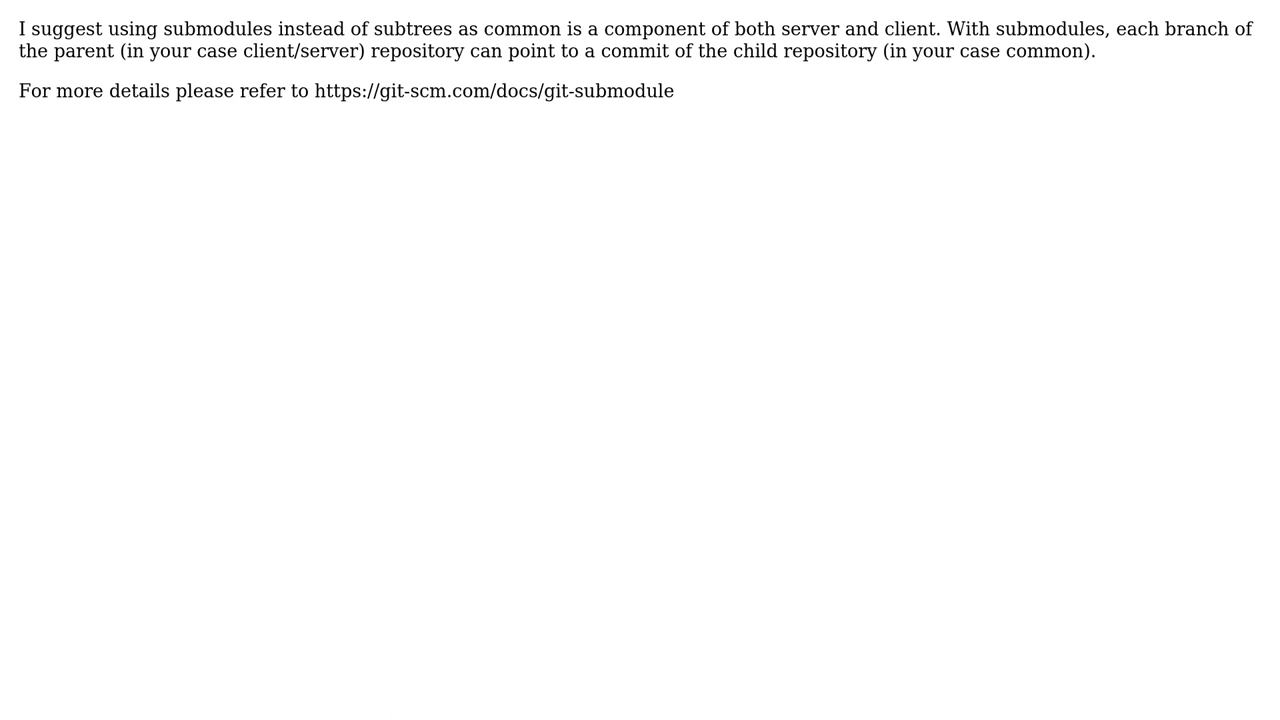 I suggest using submodules instead of subtrees as common is a component of both server and client. With submodules, each branch of
the parent (in your case client/server) repository can point to a commit of the child repository (in your case common).
For more details please refer to https://git-scm.com/docs/git-submodule